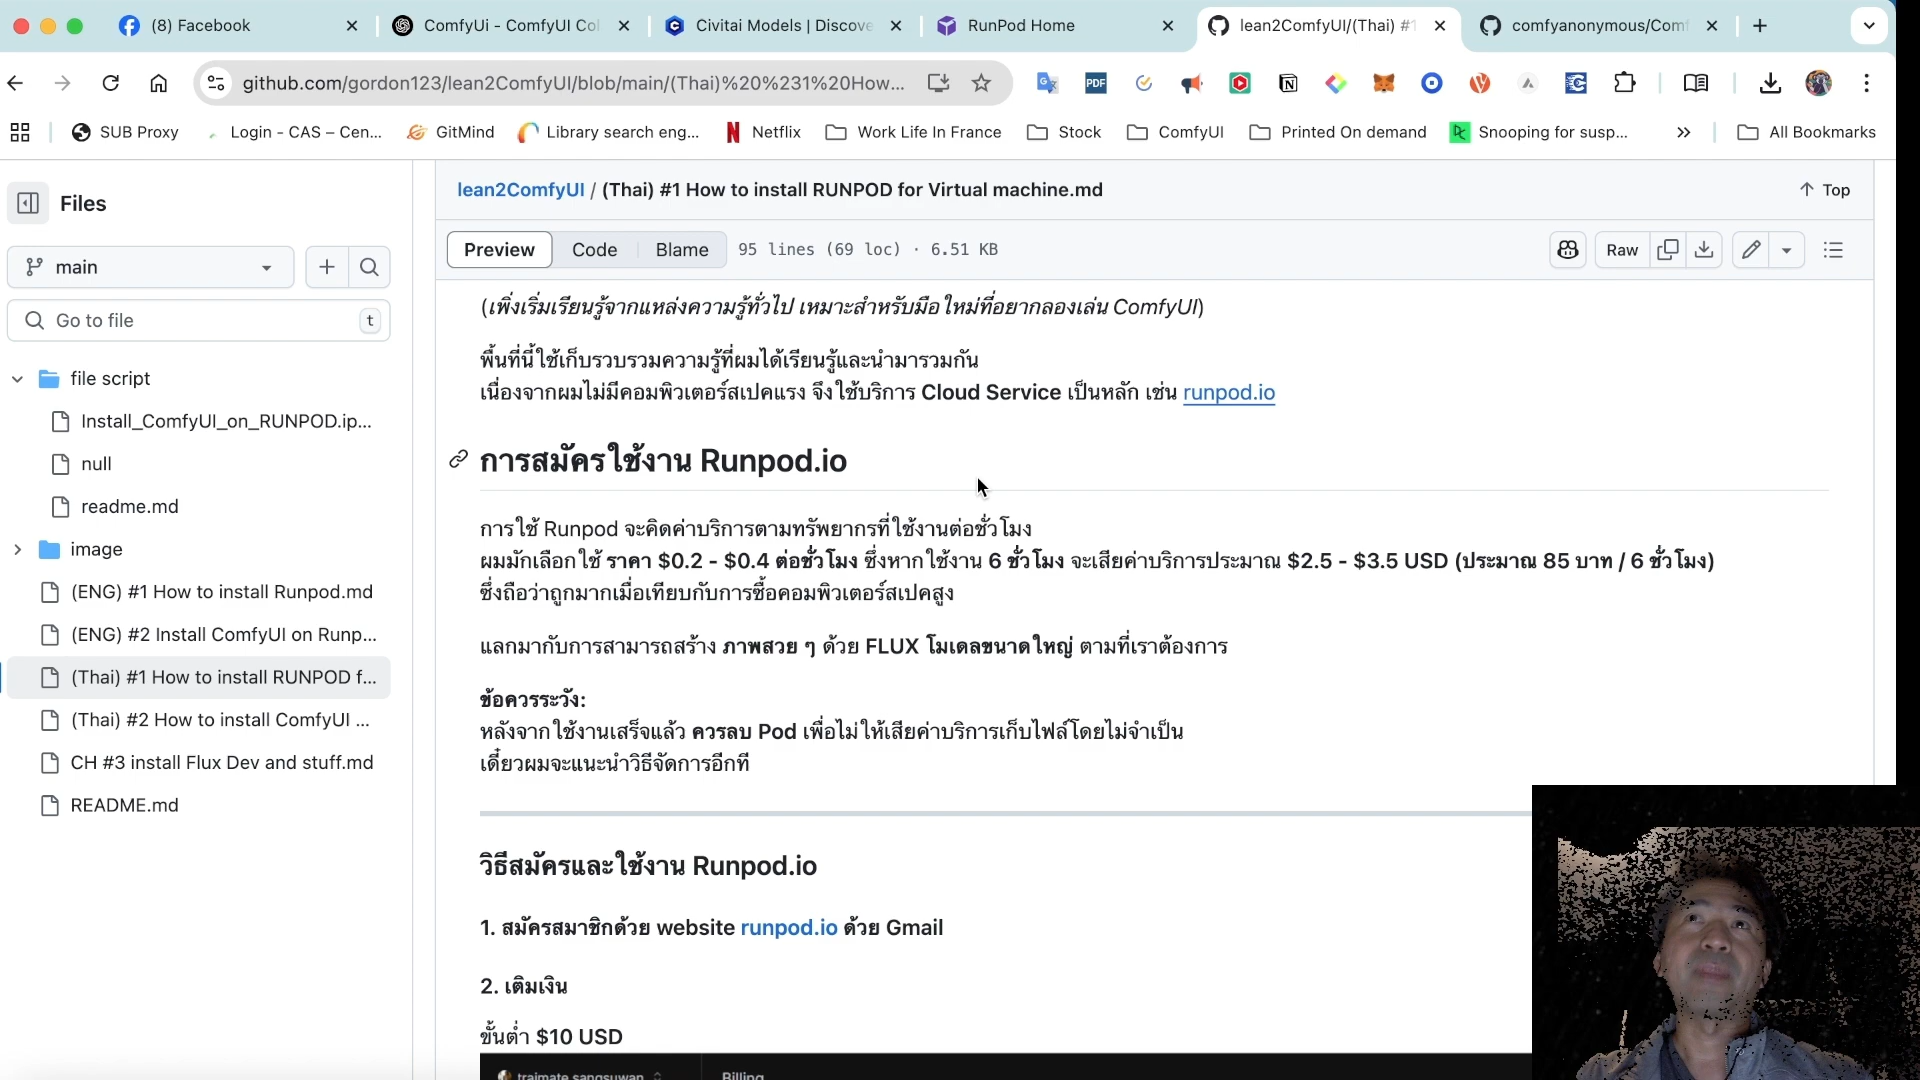 (8) Facebook
ComfyUi - ComfyUI Col
Civitai Models | Discove
RunPod Home
lean2ComfyUI/(Thai) #1
comfyanonymous/Comf
github.com/gordon123/lean2ComfyUI/blob/main/(Thai)%20%231%20How...
SUB Proxy
Login - CAS – Cen...
GitMind
Library search eng...
Netflix
Work Life In France
Stock
ComfyUI
Printed On demand
Snooping for susp...
All Bookmarks
Files
main
Go to file
t
file script
Install_ComfyUI_on_RUNPOD.ip...
null
readme.md
image
(ENG) #1 How to install Runpod.md
(ENG) #2 Install ComfyUI on Runp...
(Thai) #1 How to install RUNPOD f...
(Thai) #2 How to install ComfyUI ...
CH #3 install Flux Dev and stuff.md
README.md
lean2ComfyUI / (Thai) #1 How to install RUNPOD for Virtual machine.md
Top
Preview
Code
Blame
95 lines (69 loc) · 6.51 KB
Raw
(เพิ่งเริ่มเรียนรู้จากแหล่งความรู้ทั่วไป เหมาะสำหรับมือใหม่ที่อยากลองเล่น ComfyUI)
พื้นที่นี้ใช้เก็บรวบรวมความรู้ที่ผมได้เรียนรู้และนำมารวมกัน
เนื่องจากผมไม่มีคอมพิวเตอร์สเปคแรง จึงใช้บริการ Cloud Service เป็นหลัก เช่น runpod.io
การสมัครใช้งาน Runpod.io
การใช้ Runpod จะคิดค่าบริการตามทรัพยากรที่ใช้งานต่อชั่วโมง
ผมมักเลือกใช้ ราคา $0.2 - $0.4 ต่อชั่วโมง ซึ่งหากใช้งาน 6 ชั่วโมง จะเสียค่าบริการประมาณ $2.5 - $3.5 USD (ประมาณ 85 บาท / 6 ชั่วโมง)
ซึ่งถือว่าถูกมากเมื่อเทียบกับการซื้อคอมพิวเตอร์สเปคสูง
แลกมากับการสามารถสร้าง ภาพสวย ๆ ด้วย FLUX โมเดลขนาดใหญ่ ตามที่เราต้องการ
ข้อควรระวัง:
หลังจากใช้งานเสร็จแล้ว ควรลบ Pod เพื่อไม่ให้เสียค่าบริการเก็บไฟล์โดยไม่จำเป็น
เดี๋ยวผมจะแนะนำวิธีจัดการอีกที
วิธีสมัครและใช้งาน Runpod.io
1. สมัครสมาชิกด้วย website runpod.io ด้วย Gmail
2. เติมเงิน
ขั้นต่ำ $10 USD
traimate sangsuwan
Billing